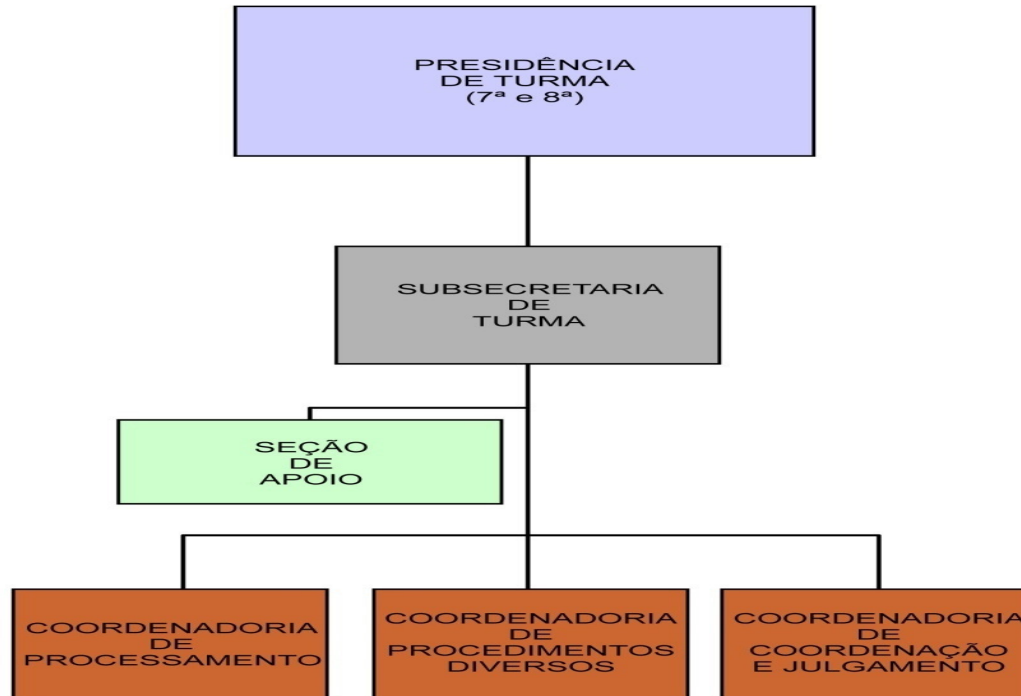 PRESIDÊNCIA
DE TURMA
(7ª e 8ª)
SUBSECRETARIA
DE
TURMA
SEÇÃO
DE
APOIO
COORDENADORIA
DE
PROCESSAMENTO
COORDENADORIA
DE
PROCEDIMENTOS
DIVERSOS
COORDENADORIA
DE
COORDENAÇÃO
E JULGAMENTO